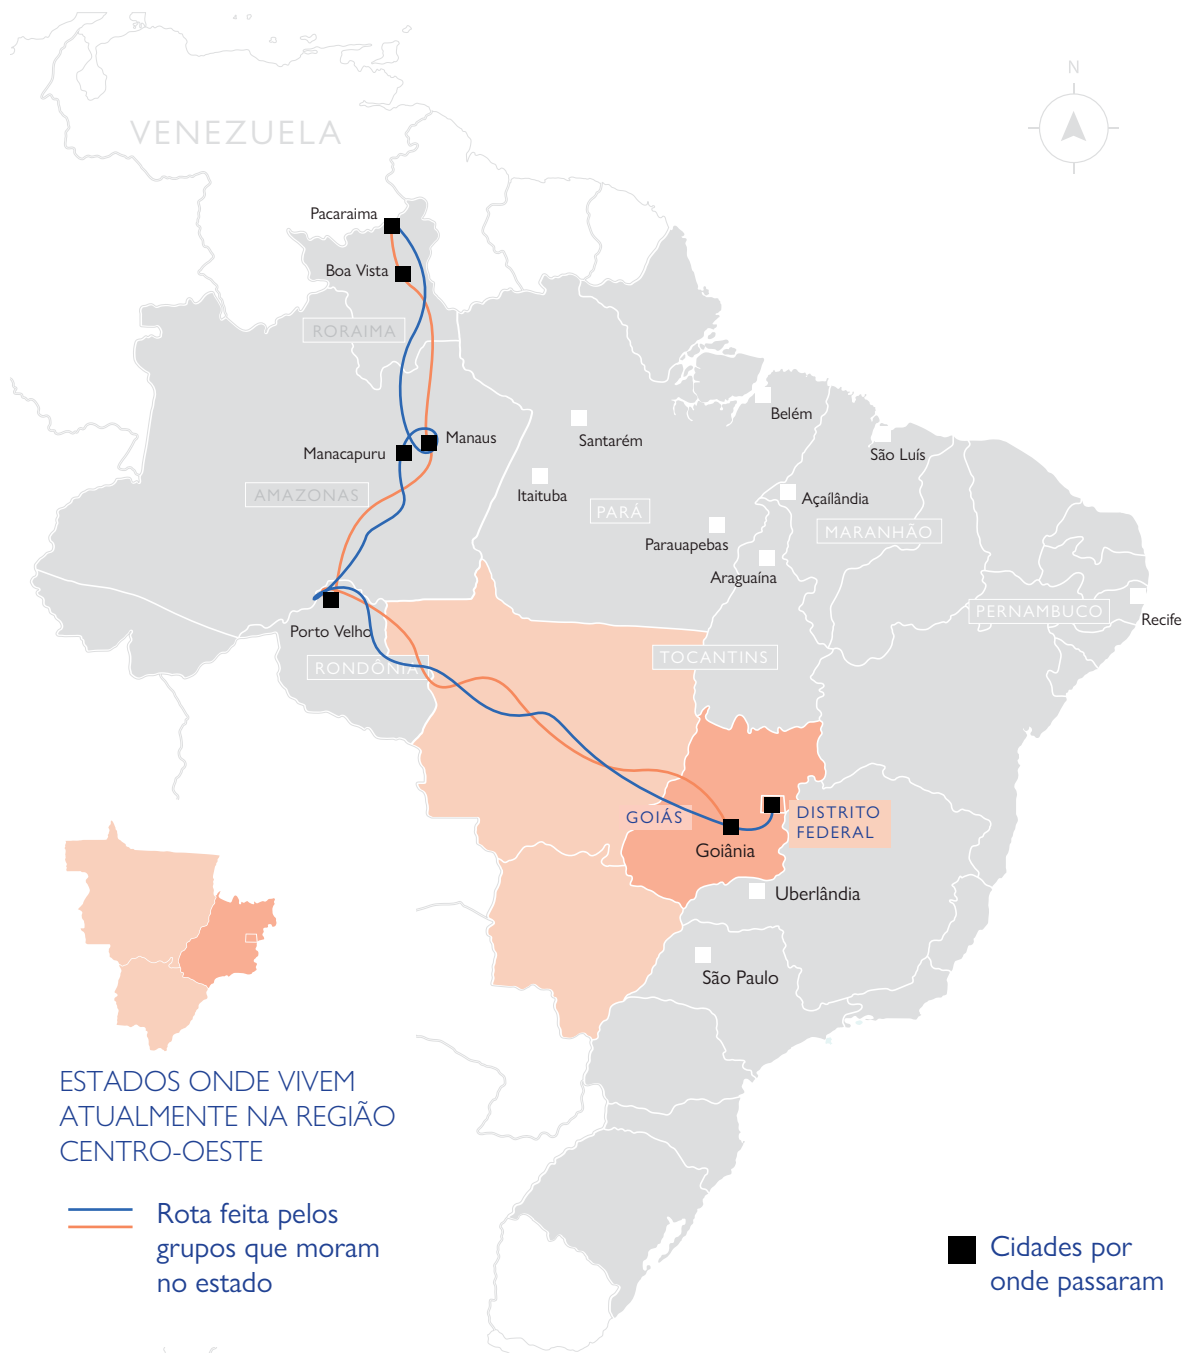 N
VENEZUELA
Pacaraima
Boa Vista
RORAIMA
Belém
Santarém
Manaus
São Luís
Manacapuru
Itaituba
AMAZONAS
Açaílândia
PARÁ
MARANHÃO
Parauapebas
Araguaína
PERNAMBUCO
Recife
Porto Velho
TOCANTINS
RONDÔNIA
GOIÁS
DISTRITO
FEDERAL
Goiânia
Uberlândia
São Paulo
ESTADOS ONDE VIVEM
ATUALMENTE NA REGIÃO
CENTRO-OESTE
Rota feita pelos
grupos que moram
no estado
Cidades por
onde passaram